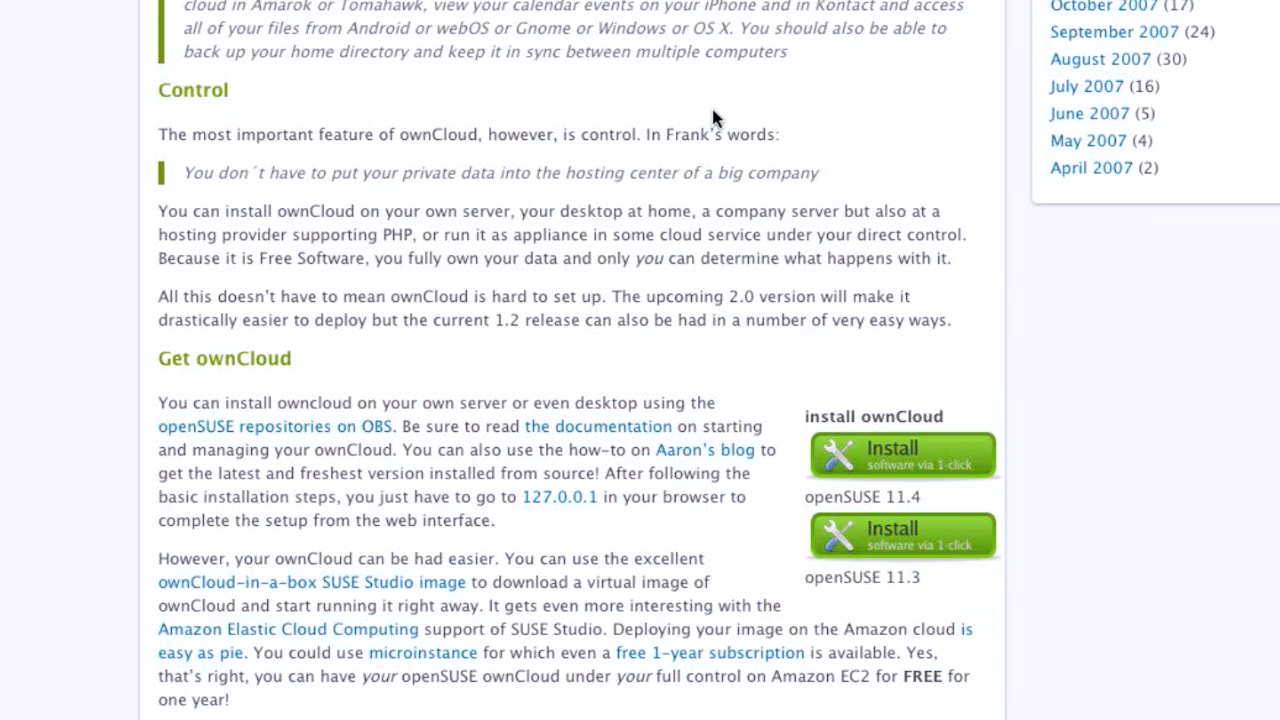 cloud in Amarok or Tomahawk, view your calendar events on your iPhone and in Kontact and access
all of your files from Android or webOS or Gnome or Windows or OS X. You should also be able to
back up your home directory and keep it in sync between multiple computers
Control
The most important feature of ownCloud, however, is control. In Frank's words:
You don´t have to put your private data into the hosting center of a big company
You can install ownCloud on your own server, your desktop at home, a company server but also at a
hosting provider supporting PHP, or run it as appliance in some cloud service under your direct control.
Because it is Free Software, you fully own your data and only you can determine what happens with it.
All this doesn't have to mean ownCloud is hard to set up. The upcoming 2.0 version will make it
drastically easier to deploy but the current 1.2 release can also be had in a number of very easy ways.
Get ownCloud
You can install owncloud on your own server or even desktop using the
openSUSE repositories on OBS. Be sure to read the documentation on starting
and managing your ownCloud. You can also use the how-to on Aaron's blog to
get the latest and freshest version installed from source! After following the
basic installation steps, you just have to go to 127.0.0.1 in your browser to
complete the setup from the web interface.
However, your ownCloud can be had easier. You can use the excellent
ownCloud-in-a-box SUSE Studio image to download a virtual image of
ownCloud and start running it right away. It gets even more interesting with the
Amazon Elastic Cloud Computing support of SUSE Studio. Deploying your image on the Amazon cloud is
easy as pie. You could use microinstance for which even a free 1-year subscription is available. Yes,
that's right, you can have your openSUSE ownCloud under your full control on Amazon EC2 for FREE for
one year!
install ownCloud
Install
software via 1-click
openSUSE 11.4
Install
software via 1-click
openSUSE 11.3
October 2007 (17)
September 2007 (24)
August 2007 (30)
July 2007 (16)
June 2007 (5)
May 2007 (4)
April 2007 (2)